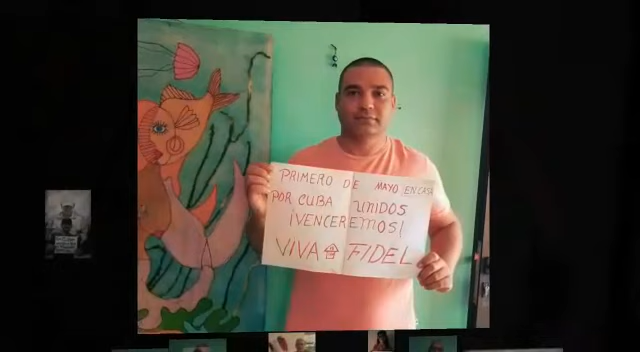 PRIMERO DE MAYO EN CASA
POR CUBA UNIDOS
¡VENCEREMOS!
VIVA FIDEL